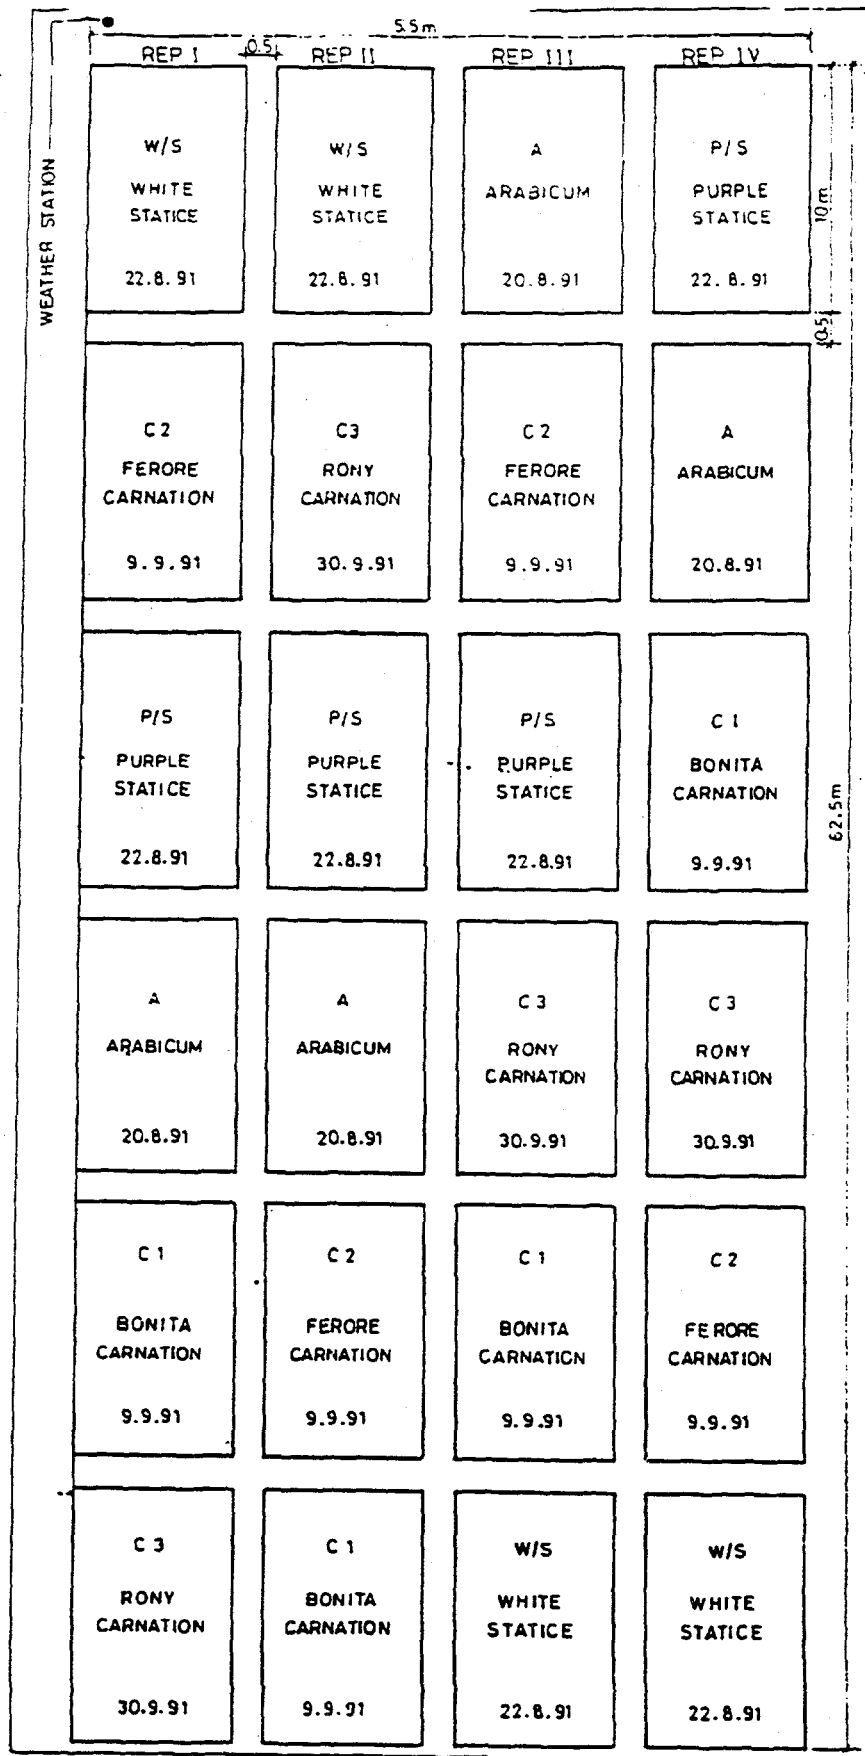 5.5m
REP I
0.5
REP II
REP III
REP IV
WEATHER STATION
W/S
WHITE
STATICE
22.8.91
W/S
WHITE
STATICE
22.8.91
A
ARABICUM
20.8.91
P/S
PURPLE
STATICE
22.8.91
10m
0.5
C2
FERORE
CARNATION
9.9.91
C3
RONY
CARNATION
30.9.91
C2
FERORE
CARNATION
9.9.91
A
ARABICUM
20.8.91
P/S
PURPLE
STATICE
22.8.91
P/S
PURPLE
STATICE
22.8.91
P/S
PURPLE
STATICE
22.8.91
C1
BONITA
CARNATION
9.9.91
62.5m
A
ARABICUM
20.8.91
A
ARABICUM
20.8.91
C3
RONY
CARNATION
30.9.91
C3
RONY
CARNATION
30.9.91
C1
BONITA
CARNATION
9.9.91
C2
FERORE
CARNATION
9.9.91
C1
BONITA
CARNATION
9.9.91
C2
FERORE
CARNATION
9.9.91
C3
RONY
CARNATION
30.9.91
C1
BONITA
CARNATION
9.9.91
W/S
WHITE
STATICE
22.8.91
W/S
WHITE
STATICE
22.8.91